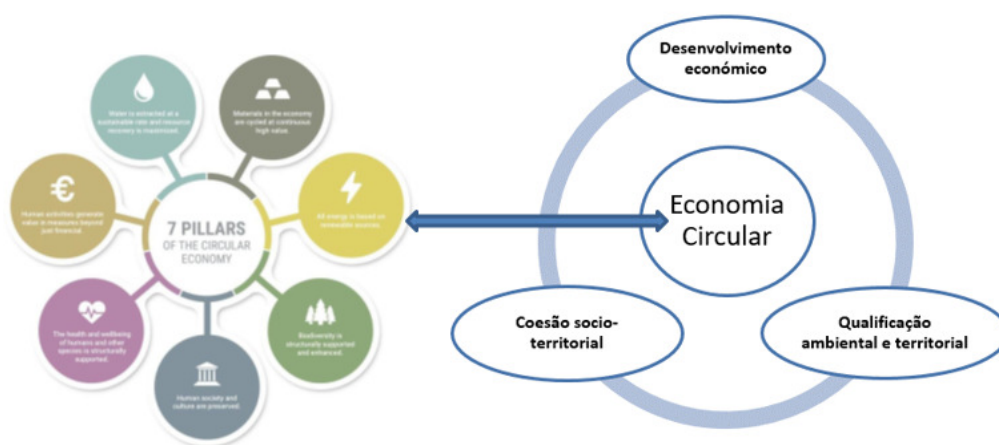 Water is extracted at a
sustainable rate and resource
recovery is maximized.
Materials in the economy
are cycled at continuous
high value.
€
Human activities generate
value in measures beyond
just financial.
All energy is based on
renewable sources.
7 PILLARS
OF THE CIRCULAR
ECONOMY
The health and wellbeing
of humans and other
species is structurally
supported.
Biodiversity is
structurally supported
and enhanced.
Human society and
culture are preserved.
Desenvolvimento
económico
Economia
Circular
Coesão socio-
territorial
Qualificação
ambiental e territorial